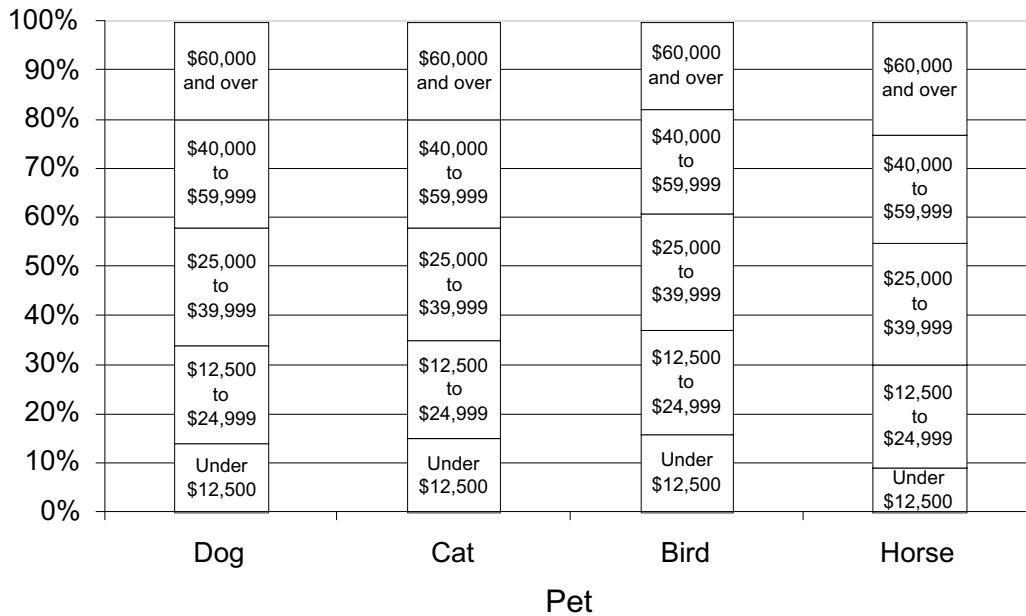 100%
90%
80%
70%
60%
50%
40%
30%
20%
10%
0%
$60,000
and over
$40,000
to
$59,999
$25,000
to
$39,999
$12,500
to
$24,999
Under
$12,500
$60,000
and over
$40,000
to
$59,999
$25,000
to
$39,999
$12,500
to
$24,999
Under
$12,500
$60,000
and over
$40,000
to
$59,999
$25,000
to
$39,999
$12,500
to
$24,999
Under
$12,500
$60,000
and over
$40,000
to
$59,999
$25,000
to
$39,999
$12,500
to
$24,999
Under
$12,500
Dog
Cat
Bird
Horse
Pet